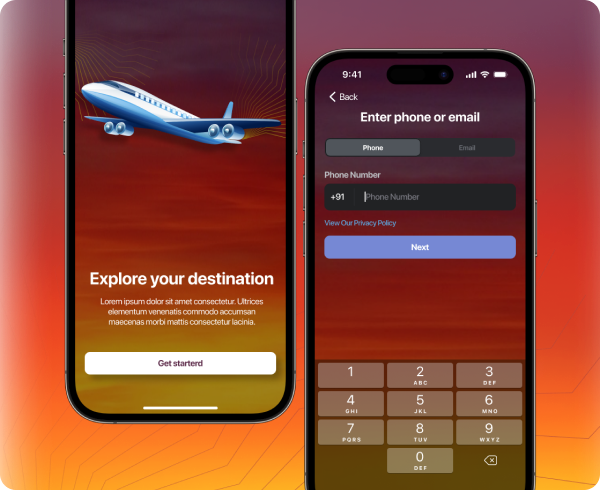 Explore your destination
Lorem ipsum dolor sit amet consectetur. Ultrices
elementum venenatis commodo accumsan
maecenas morbi mattis consectetur lacinia.
Get starterd
9:41
Back
Enter phone or email
Phone
Email
Phone Number
+91
Phone Number
View Our Privacy Policy
Next
1
2
ABC
3
DEF
4
GHI
5
JKL
6
MNO
7
PQRS
8
TUV
9
WXYZ
0
DEF